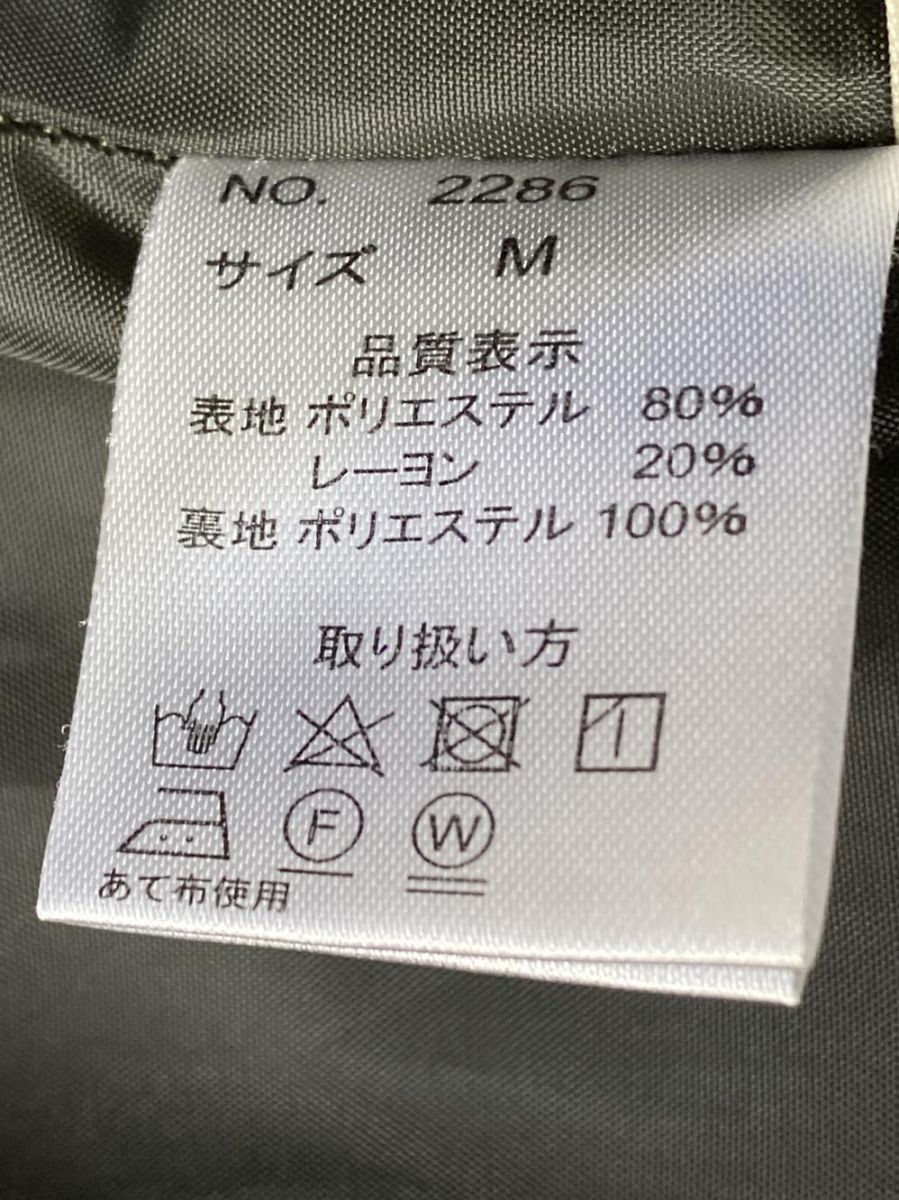 NO. 2286
サイズ M
品質表示
表地 ポリエステル 80%
レーヨン 20%
裏地 ポリエステル 100%
取り扱い方
F W
あて布使用